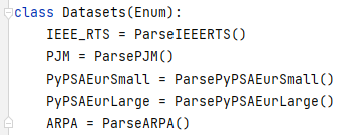 class Datasets(Enum):
    IEEE_RTS = ParseIEEERTS()
    PJM = ParsePJM()
    PyPSAEurSmall = ParsePyPSAEurSmall()
    PyPSAEurLarge = ParsePyPSAEurLarge()
    ARPA = ParseARPA()